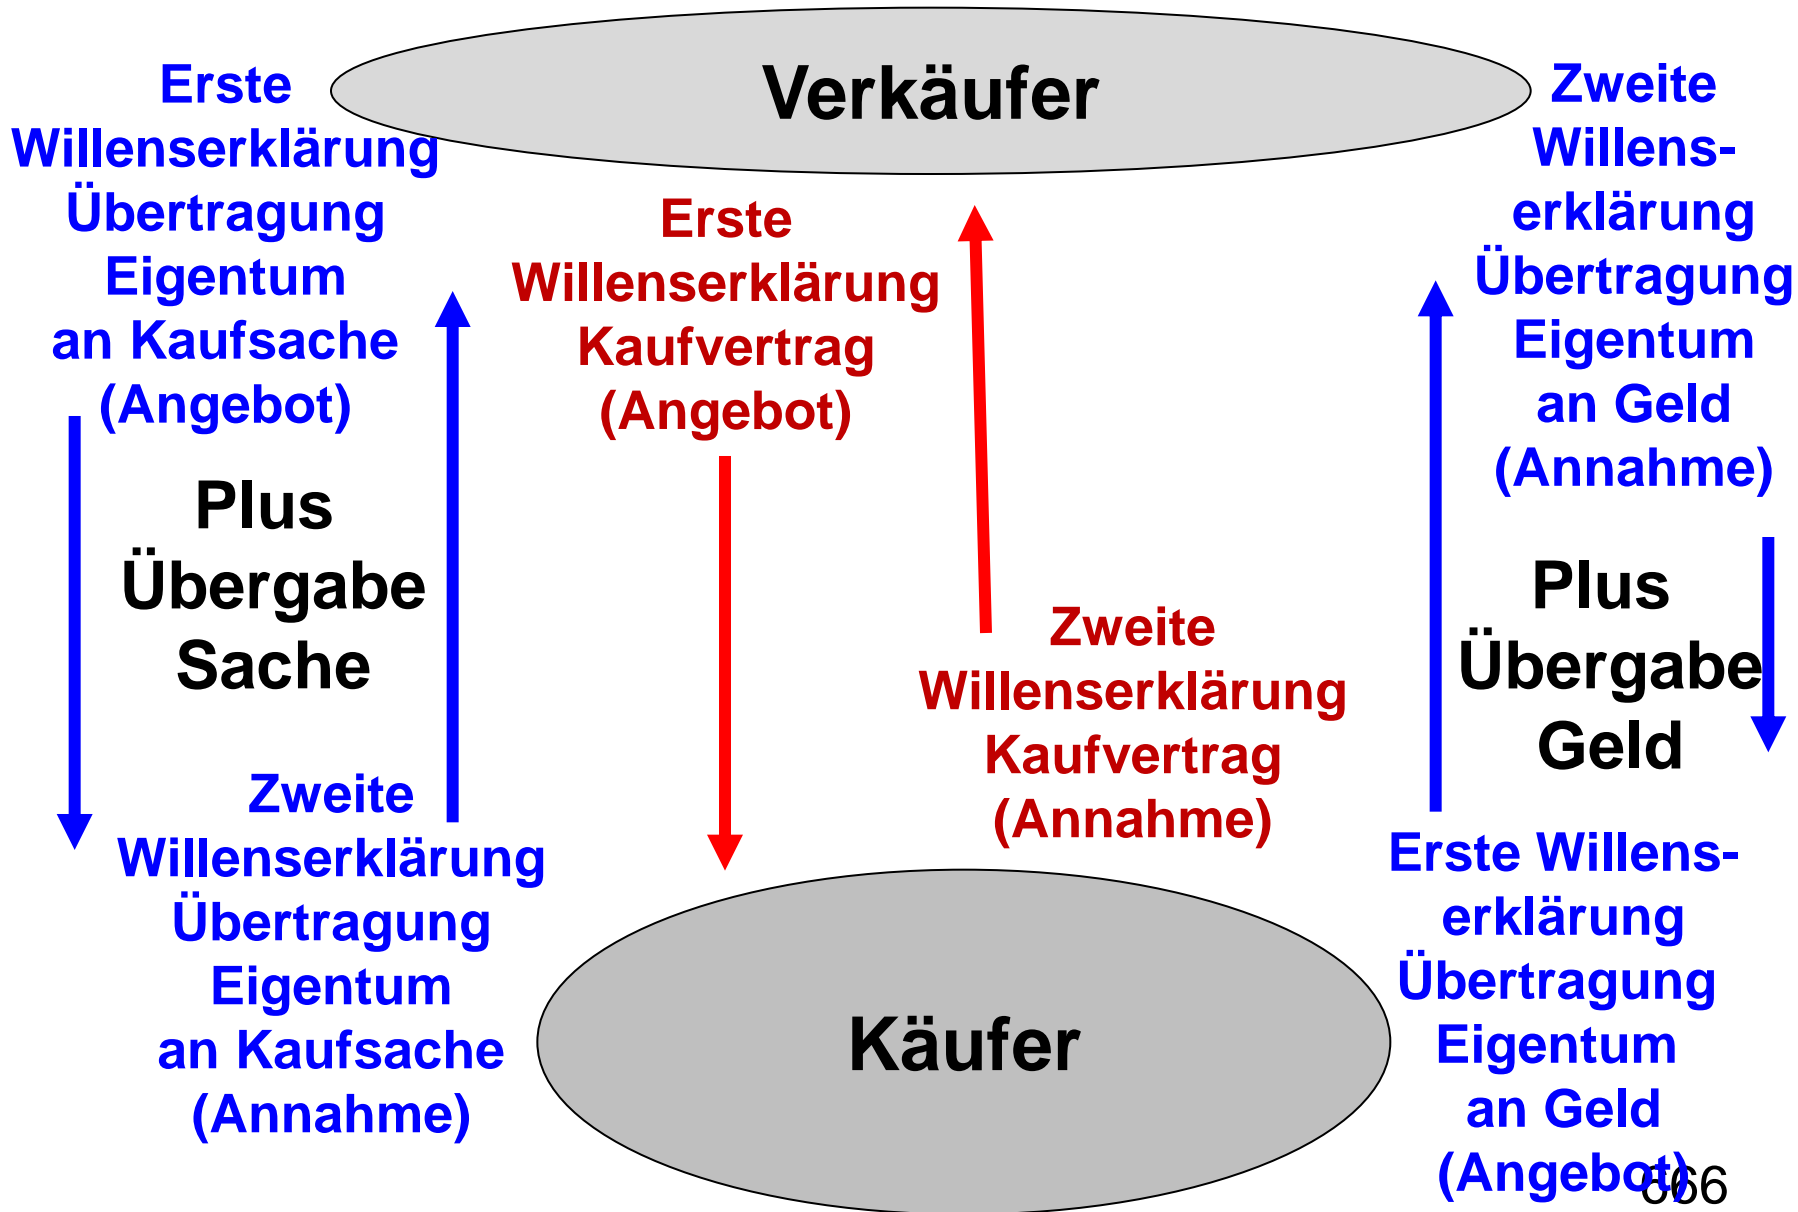 Verkäufer
Erste
Willenserklärung
Übertragung
Eigentum
an Kaufsache
(Angebot)
Plus
Übergabe
Sache
Zweite
Willenserklärung
Übertragung
Eigentum
an Kaufsache
(Annahme)
Erste
Willenserklärung
Kaufvertrag
(Angebot)
Zweite
Willenserklärung
Kaufvertrag
(Annahme)
Käufer
Zweite
Willens-
erklärung
Übertragung
Eigentum
an Geld
(Annahme)
Plus
Übergabe
Geld
Erste Willens-
erklärung
Übertragung
Eigentum
an Geld
(Angebot)